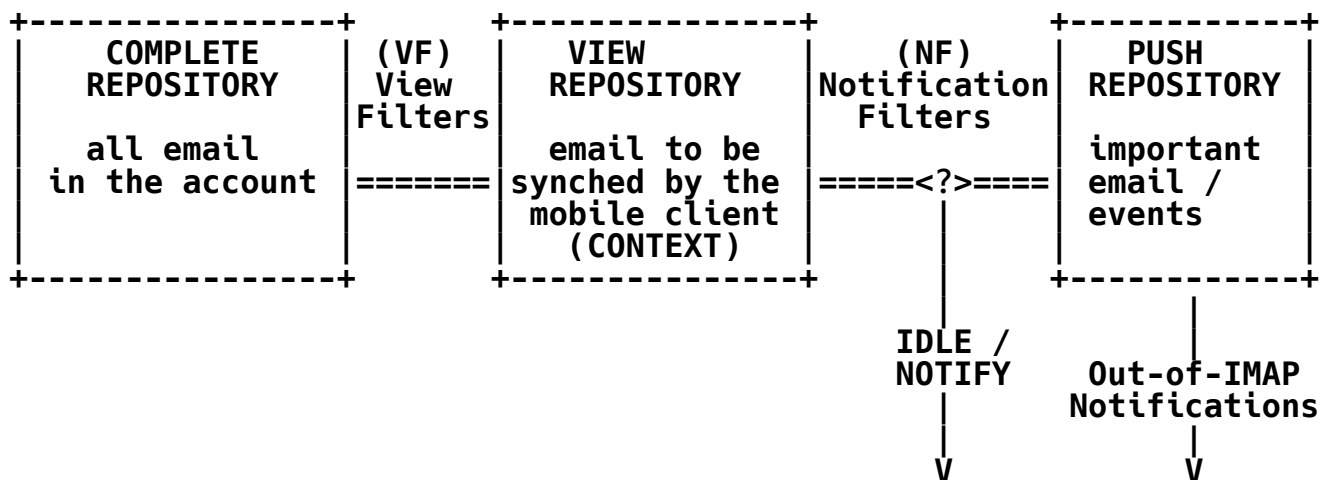 +----------------+       +---------------+            +------------+
|    COMPLETE    | (VF)  |   VIEW        |    (NF)    |   PUSH     |
|   REPOSITORY   | View  |  REPOSITORY   |Notification| REPOSITORY |
|                |Filters|               |  Filters   |            |
|   all email    |       |  email to be  |            | important  |
| in the account |=======|synched by the |=====<?>====| email /    |
|                |       | mobile client |      |     | events     |
|                |       |   (CONTEXT)   |      |     |            |
+----------------+       +---------------+      |     +------------+
                                                |            |
                                             IDLE /          |
                                             NOTIFY    Out-of-IMAP
                                                |     Notifications
                                                |            |
                                                V            V